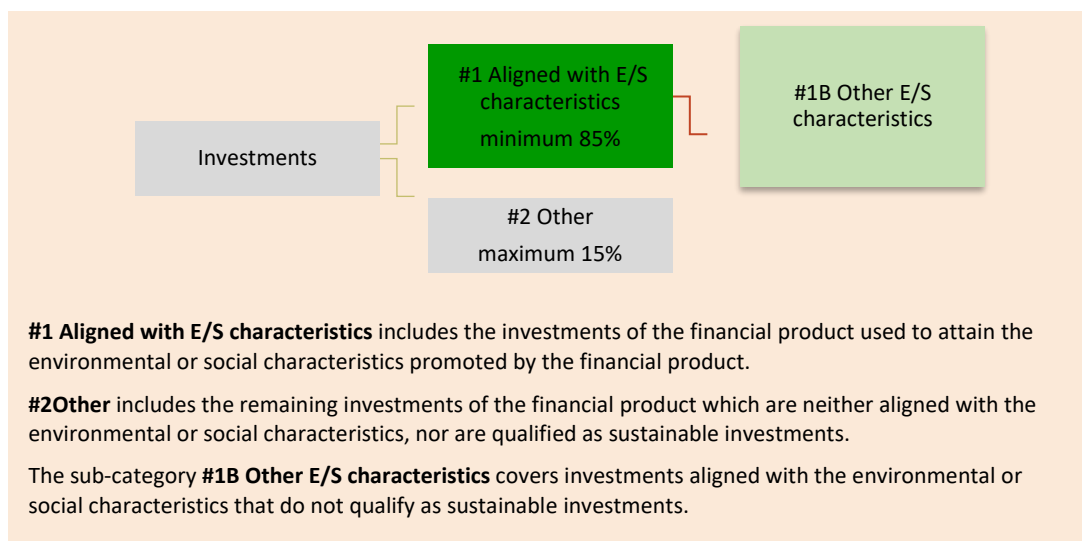 #1 Aligned with E/S
characteristics
minimum 85%
#1B Other E/S
characteristics
Investments
#2 Other
maximum 15%
#1 Aligned with E/S characteristics includes the investments of the financial product used to attain the
environmental or social characteristics promoted by the financial product.
#2Other includes the remaining investments of the financial product which are neither aligned with the
environmental or social characteristics, nor are qualified as sustainable investments.
The sub-category #1B Other E/S characteristics covers investments aligned with the environmental or
social characteristics that do not qualify as sustainable investments.